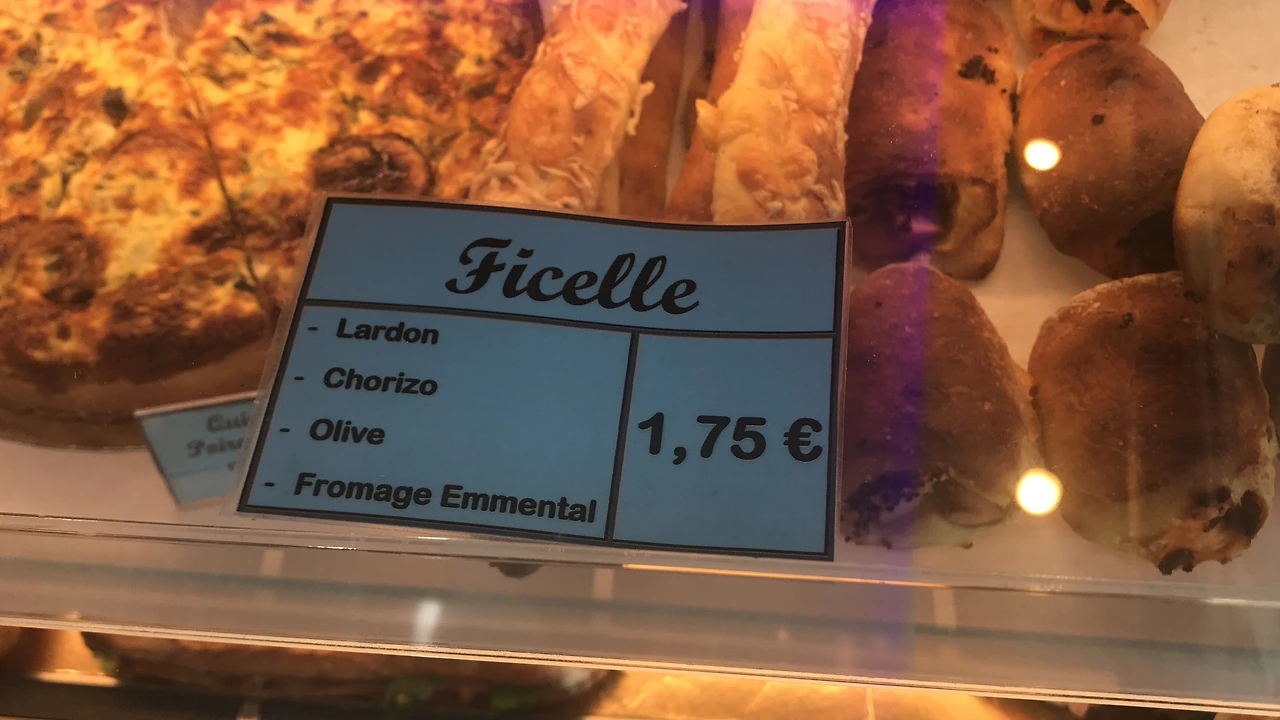 Ficelle
- Lardon
- Chorizo
- Olive
- Fromage Emmental
1,75 €